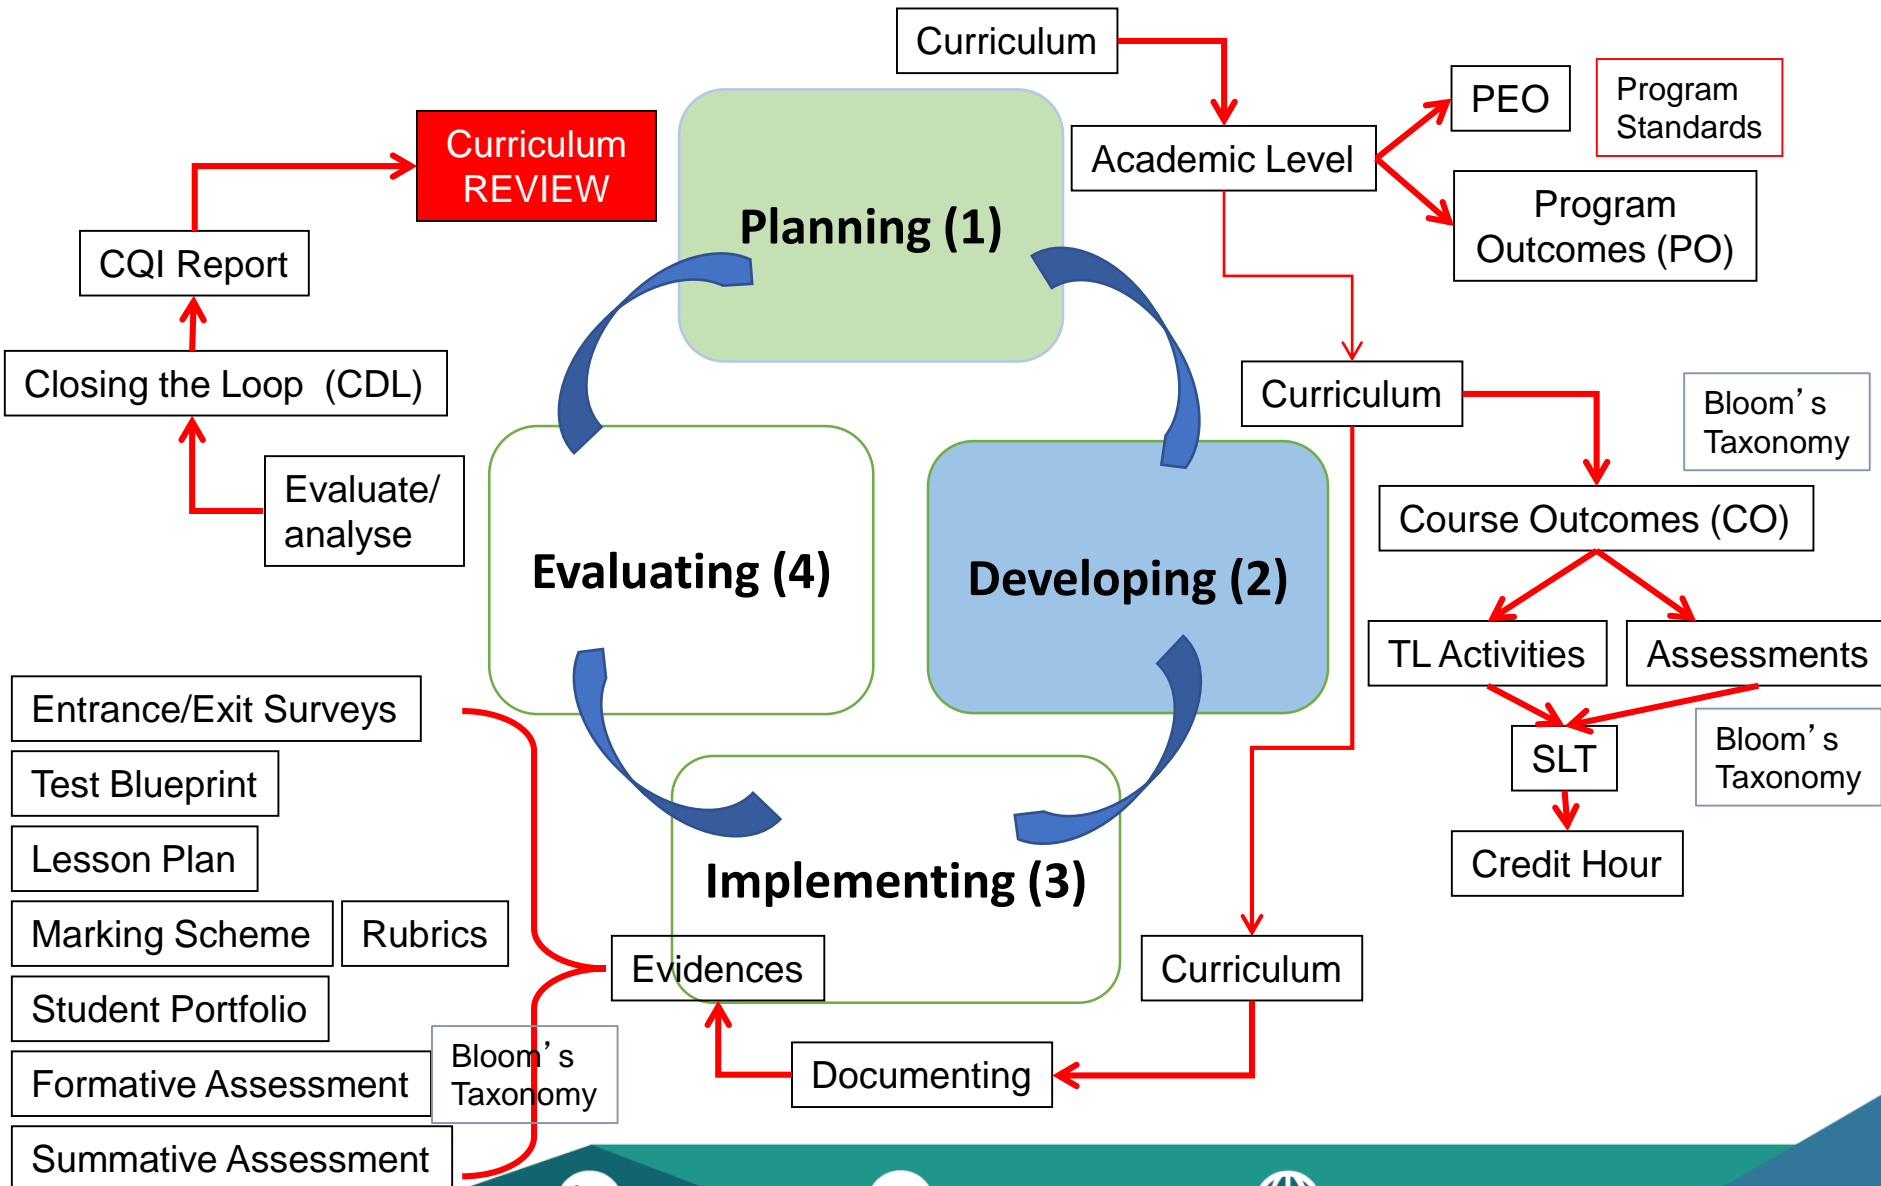 Curriculum
PEO
Program
Standards
Academic Level
Program
Outcomes (PO)
Curriculum
REVIEW
Planning (1)
CQI Report
Closing the Loop (CDL)
Evaluate/
analyse
Curriculum
Bloom's
Taxonomy
Course Outcomes (CO)
Evaluating (4)
Developing (2)
TL Activities
Assessments
SLT
Bloom's
Taxonomy
Credit Hour
Entrance/Exit Surveys
Test Blueprint
Lesson Plan
Marking Scheme
Rubrics
Student Portfolio
Formative Assessment
Summative Assessment
Bloom's
Taxonomy
Implementing (3)
Evidences
Curriculum
Documenting